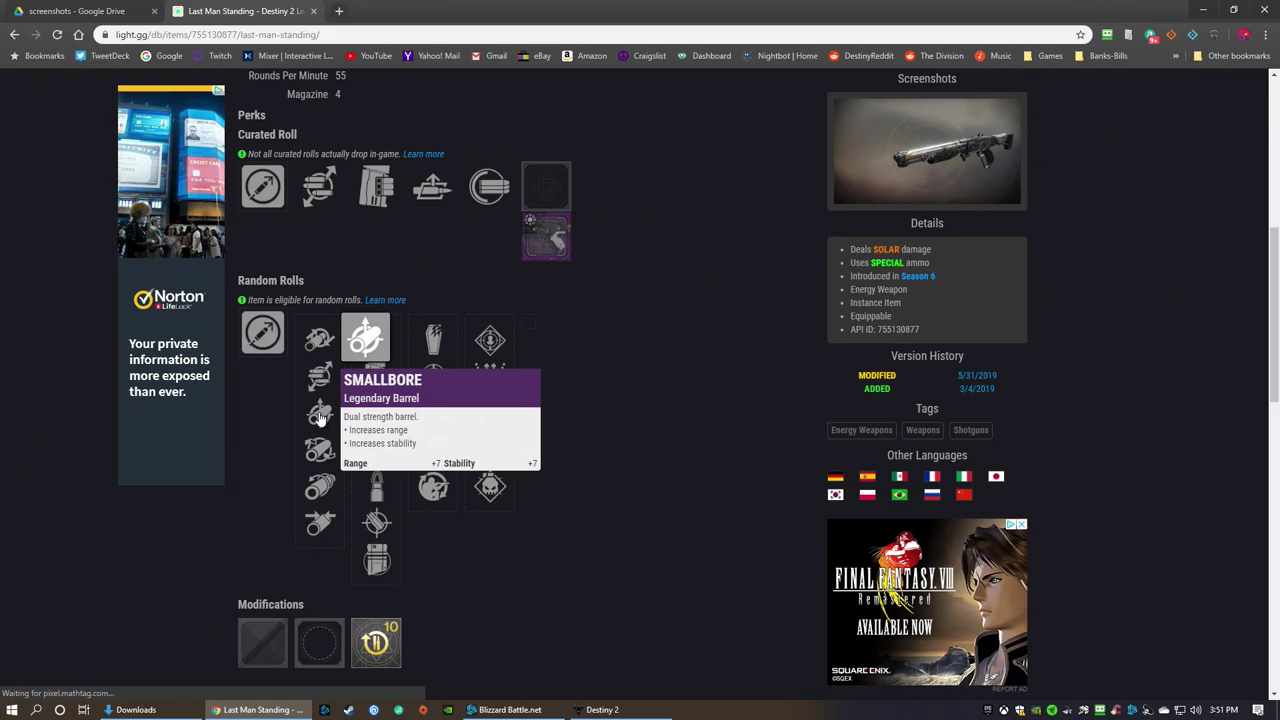 screenshots - Google Drive
Last Man Standing - Destiny 2 L
light.gg/db/items/755130877/last-man-standing/
Bookmarks
TweetDeck
Google
Twitch
Mixer | Interactive L...
YouTube
Yahoo! Mail
Gmail
eBay
Amazon
Craigslist
Dashboard
Nightbot | Home
DestinyReddit
The Division
Music
Games
Banks-Bills
Other bookmarks
Rounds Per Minute 55
Magazine 4
Perks
Curated Roll
Not all curated rolls actually drop in-game. Learn more
Random Rolls
Item is eligible for random rolls. Learn more
SMALLBORE
Legendary Barrel
Dual strength barrel.
• Increases range
• Increases stability
Range +7 Stability +7
Modifications
10
Norton
by LifeLock
Your private
information is
more exposed
than ever.
Screenshots
Details
Deals SOLAR damage
Uses SPECIAL ammo
Introduced in Season 6
Energy Weapon
Instance Item
Equippable
API ID: 755130877
Version History
MODIFIED 5/31/2019
ADDED 3/4/2019
Tags
Energy Weapons
Weapons
Shotguns
Other Languages
FINAL FANTASY VIII
Remastered
AVAILABLE NOW
SQUARE ENIX.
©SQEX
REPORT AD
Waiting for pixel.mathtag.com...
Downloads
Last Man Standing - ...
Blizzard Battle.net
Destiny 2
3:51 PM